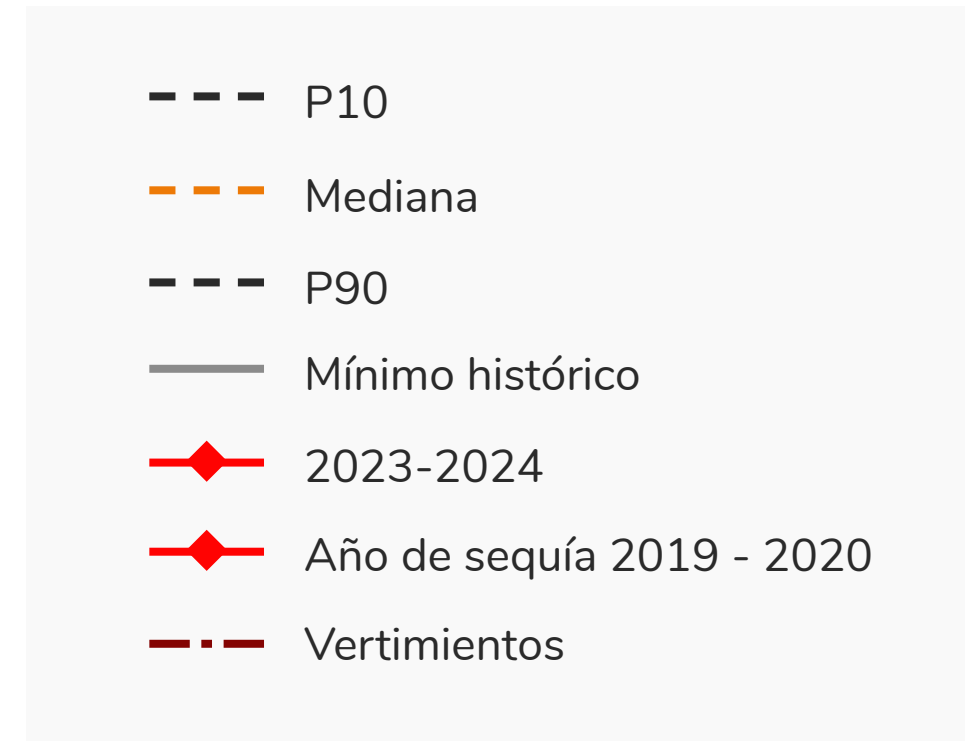 P10
Mediana
P90
Mínimo histórico
2023-2024
Año de sequía 2019 - 2020
Vertimientos